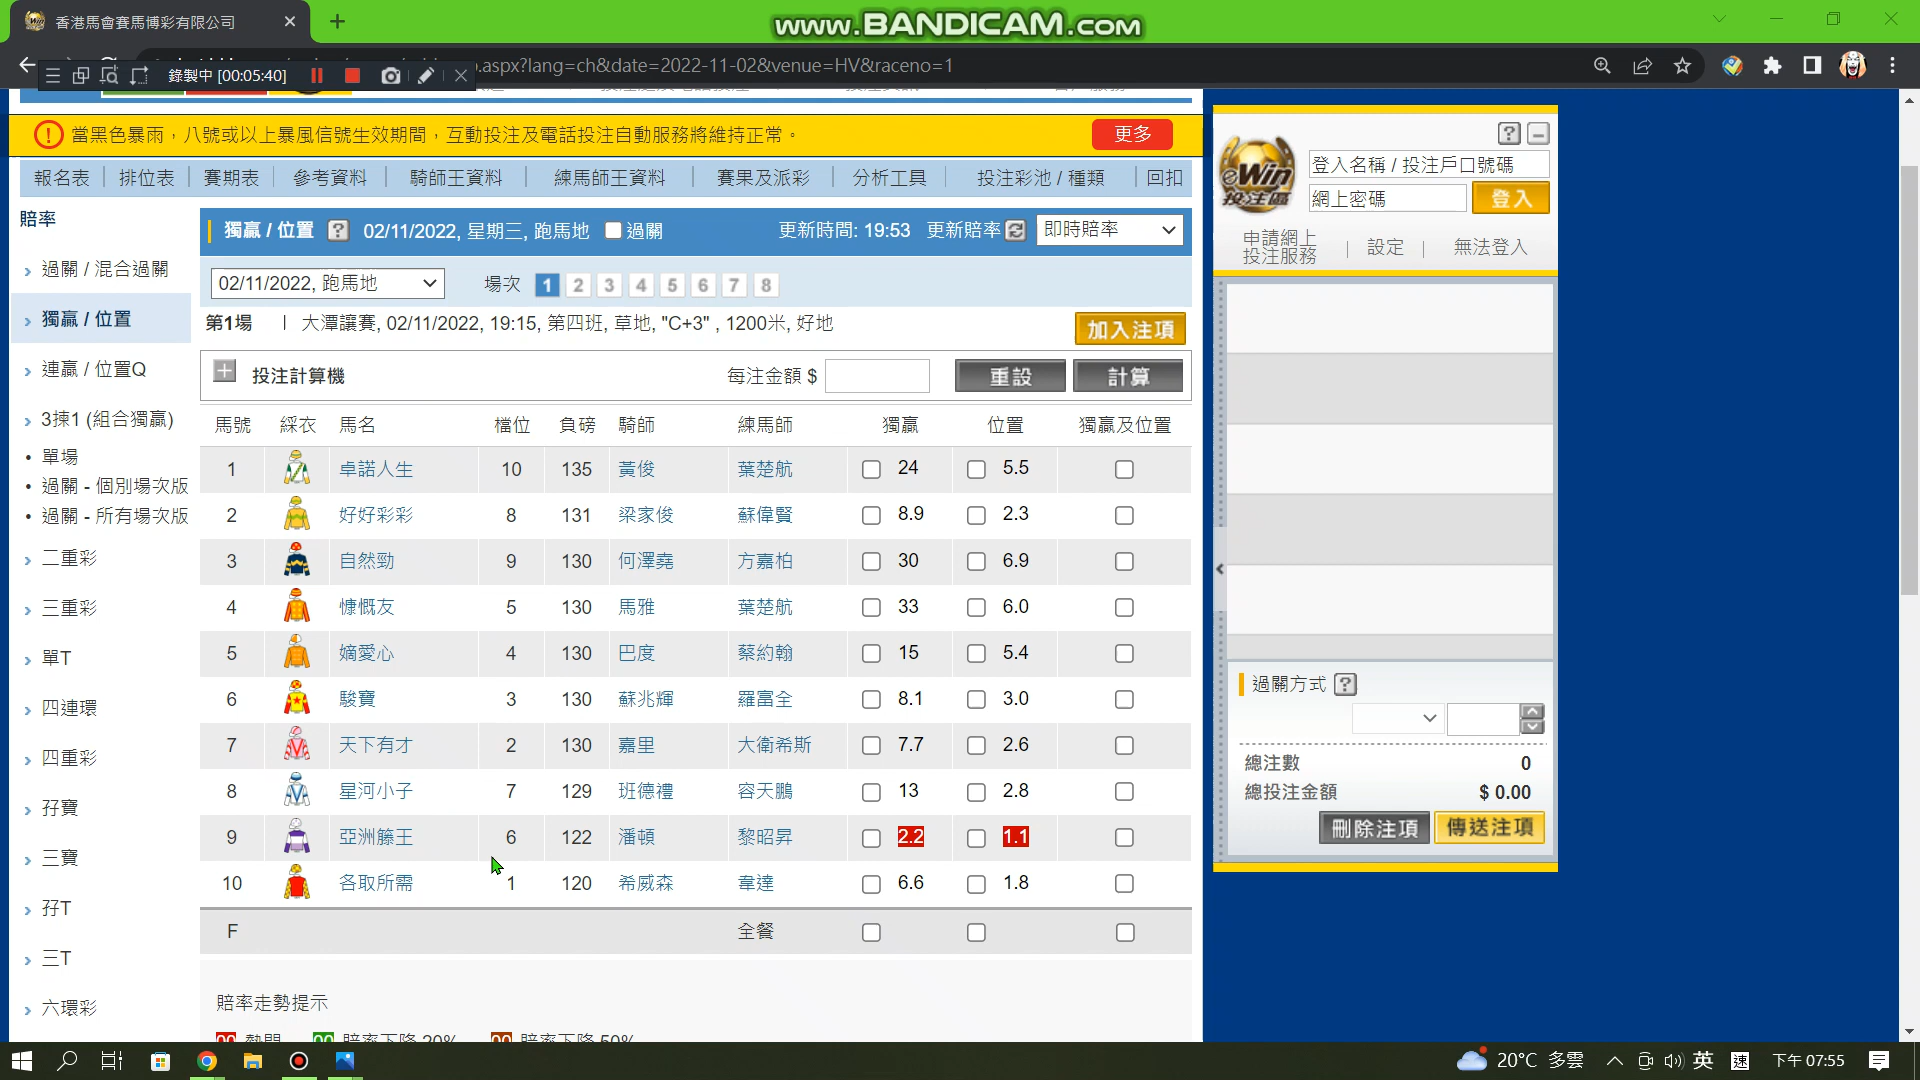 香港馬會賽馬博彩有限公司
www.BANDICAM.com
錄製中 [00:05:40]
.aspx?lang=ch&date=2022-11-02&venue=HV&raceno=1
當黑色暴雨，八號或以上暴風信號生效期間，互動投注及電話投注自動服務將維持正常。
更多
報名表 排位表 賽期表 參考資料 騎師王資料 練馬師王資料 賽果及派彩 分析工具 投注彩池 / 種類 回扣
賠率
過關 / 混合過關
獨贏 / 位置
連贏 / 位置Q
3揀1 (組合獨贏)
單場
過關 - 個別場次版
過關 - 所有場次版
二重彩
三重彩
單T
四連環
四重彩
孖寶
三寶
孖T
三T
六環彩
獨贏 / 位置 ? 02/11/2022, 星期三, 跑馬地 過關 更新時間: 19:53 更新賠率 即時賠率
02/11/2022, 跑馬地 場次 1 2 3 4 5 6 7 8
第1場 | 大潭讓賽, 02/11/2022, 19:15, 第四班, 草地, "C+3" , 1200米, 好地
加入注項
投注計算機 每注金額 $ 重設 計算
馬號 綵衣 馬名 檔位 負磅 騎師 練馬師 獨贏 位置 獨贏及位置
1 卓諾人生 10 135 黃俊 葉楚航 24 5.5
2 好好彩彩 8 131 梁家俊 蘇偉賢 8.9 2.3
3 自然勁 9 130 何澤堯 方嘉柏 30 6.9
4 慷慨友 5 130 馬雅 葉楚航 33 6.0
5 嫡愛心 4 130 巴度 蔡約翰 15 5.4
6 駿寶 3 130 蘇兆輝 羅富全 8.1 3.0
7 天下有才 2 130 嘉里 大衛希斯 7.7 2.6
8 星河小子 7 129 班德禮 容天鵬 13 2.8
9 亞洲籐王 6 122 潘頓 黎昭昇 2.2 1.1
10 各取所需 1 120 希威森 韋達 6.6 1.8
F 全餐
賠率走勢提示
熱門 賠率下降 20% 賠率下降 50%
? –
eWin
投注區
登入名稱 / 投注戶口號碼
網上密碼
登入
申請網上
投注服務
| 設定 | 無法登入
過關方式 ?
總注數 0
總投注金額 $ 0.00
刪除注項 傳送注項
20°C 多雲 英 速 下午 07:55